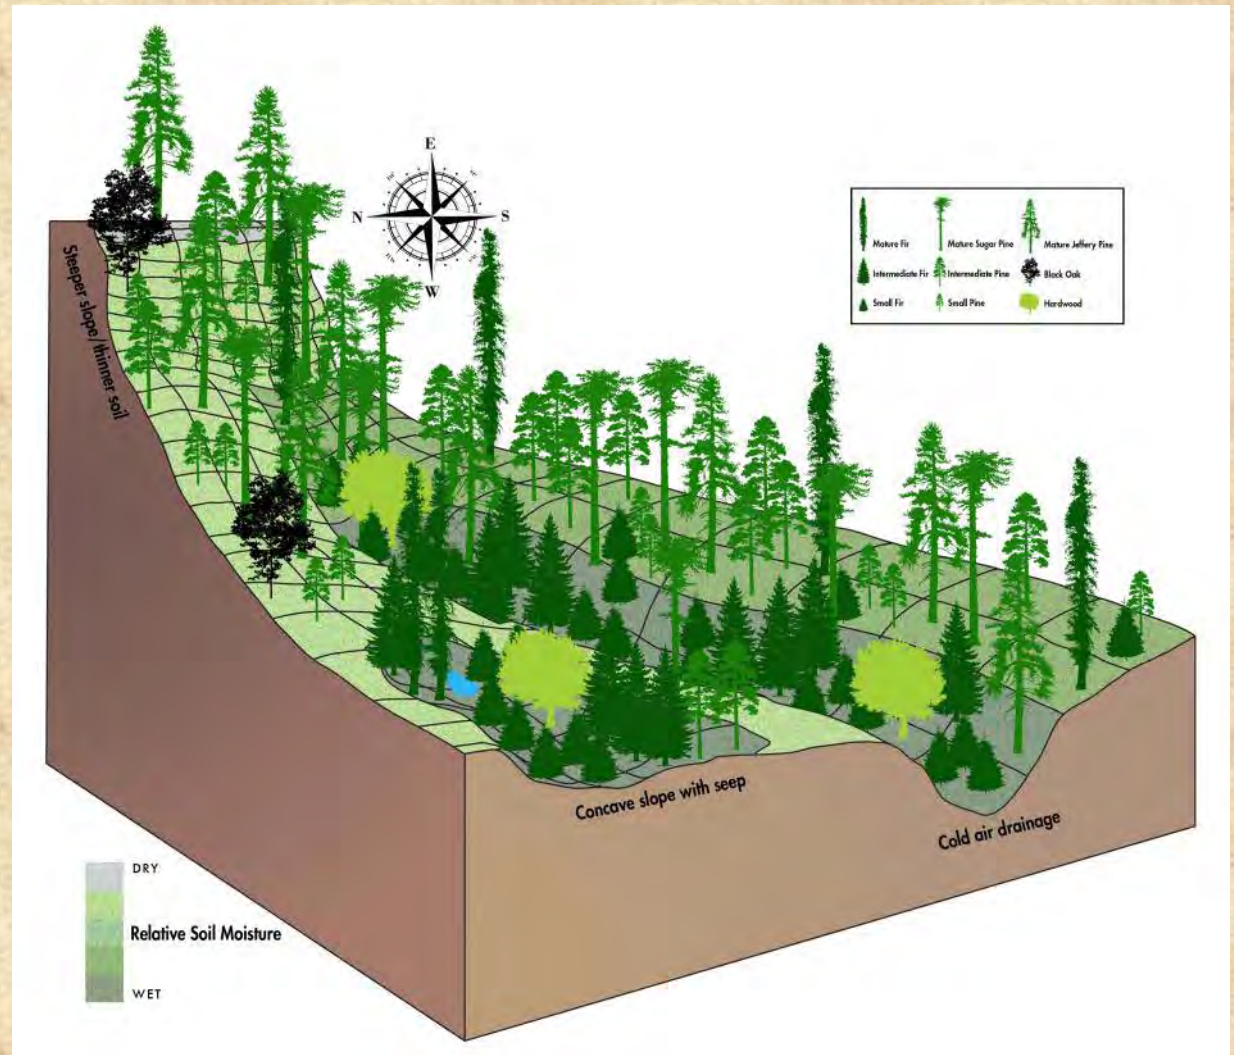 E
N
S
W
Mature Fir
Mature Sugar Pine
Mature Jeffery Pine
Intermediate Fir
Intermediate Pine
Black Oak
Small Fir
Small Pine
Hardwood
Steeper slope/thinner soil
Concave slope with seep
Cold air drainage
DRY
Relative Soil Moisture
WET